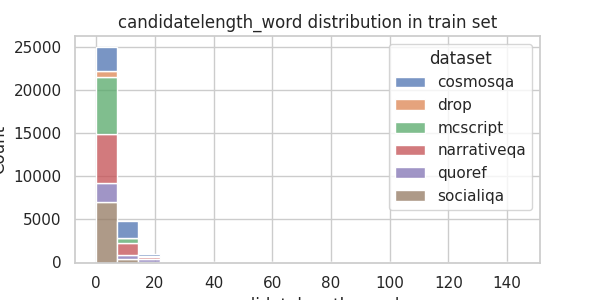 candidatelength_word distribution in train set
25000
20000
15000
10000
5000
0
0 20 40 60 80 100 120 140
dataset
cosmosqa
drop
mcscript
narrativeqa
quoref
socialiqa